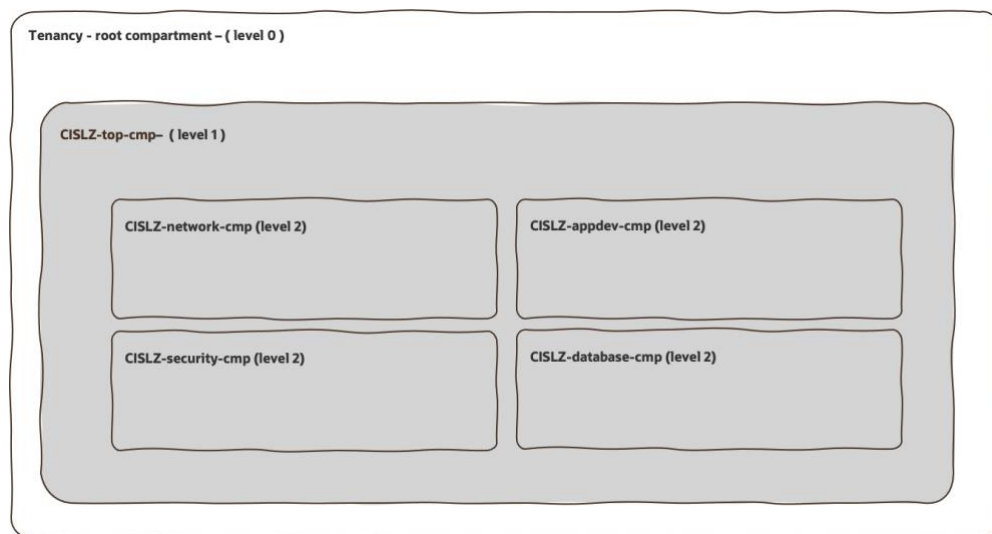 Tenancy - root compartment – ( level 0 )
CISLZ-top-cmp– ( level 1 )
CISLZ-network-cmp (level 2)
CISLZ-appdev-cmp (level 2)
CISLZ-security-cmp (level 2)
CISLZ-database-cmp (level 2)